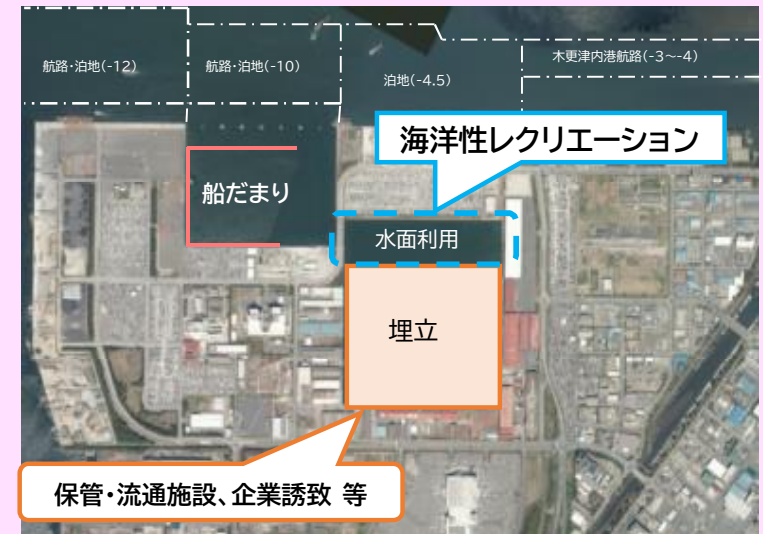 航路・泊地(-12)
航路・泊地(-10)
泊地(-4.5)
木更津内港航路(-3~-4)
海洋性レクリエーション
船だまり
水面利用
埋立
保管・流通施設、企業誘致 等